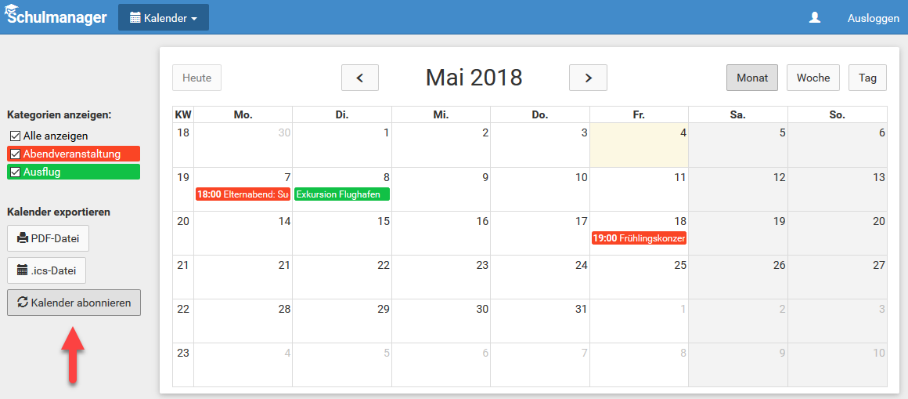 Schulmanager Kalender Ausloggen
Heute < Mai 2018 > Monat Woche Tag
Kategorien anzeigen:
Alle anzeigen
Abendveranstaltung
Ausflug
Kalender exportieren
PDF-Datei
.ics-Datei
Kalender abonnieren
KW Mo. Di. Mi. Do. Fr. Sa. So.
18 30 1 2 3 4 5 6
19 7 8 9 10 11 12 13
18:00 Elternabend: Su Exkursion Flughafen
20 14 15 16 17 18 19 20
19:00 Frühlingskonzer
21 21 22 23 24 25 26 27
22 28 29 30 31 1 2 3
23 4 5 6 7 8 9 10